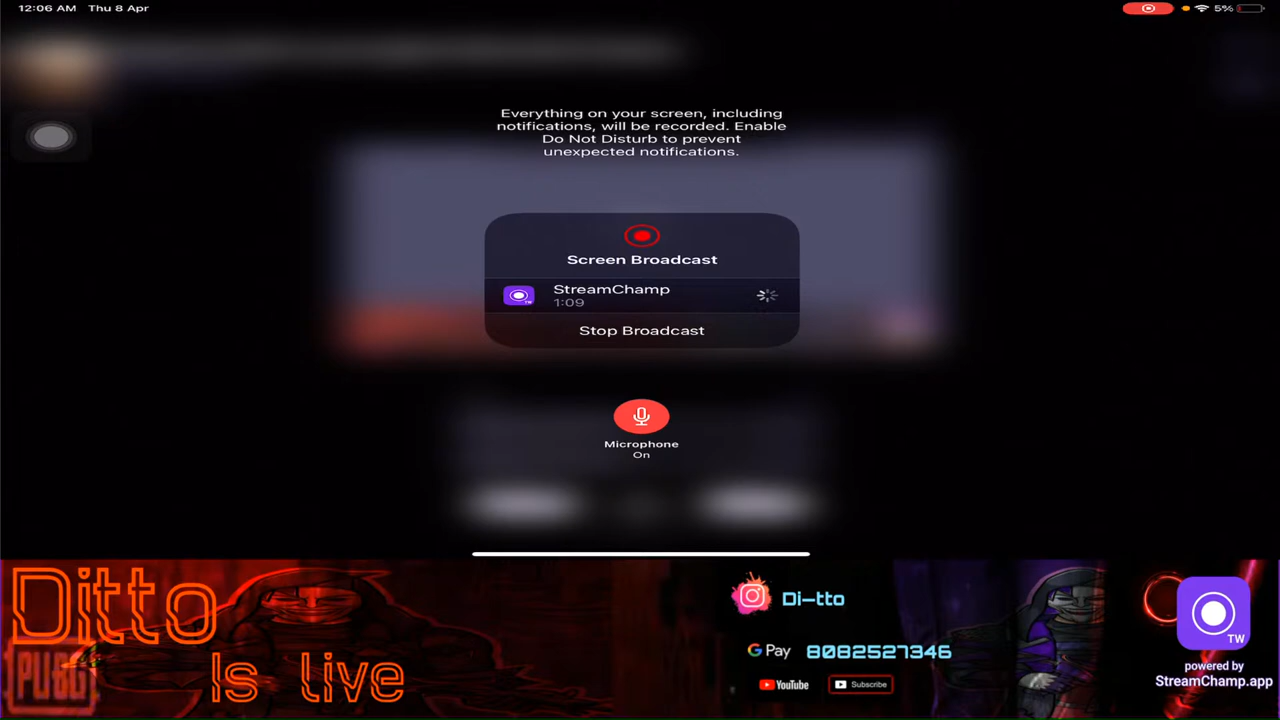 12:06 AM Thu 8 Apr
5%
Everything on your screen, including
notifications, will be recorded. Enable
Do Not Disturb to prevent
unexpected notifications.
Screen Broadcast
StreamChamp
1:09
TW
Stop Broadcast
Microphone
On
Ditto
Is live
PUBG
Di-tto
G Pay 8082527346
YouTube Subscribe
TW
powered by
StreamChamp.app